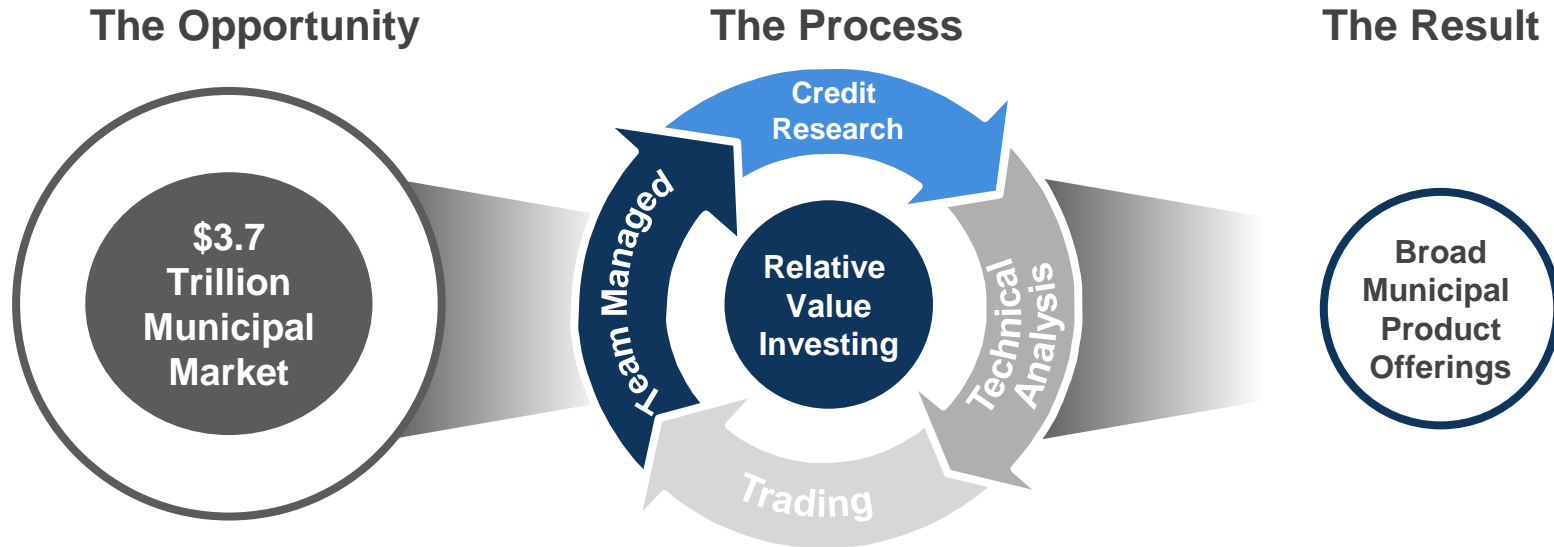 The Opportunity
The Process
The Result
$3.7
Trillion
Municipal
Market
Credit
Research
Technical
Analysis
Trading
Team Managed
Relative
Value
Investing
Broad
Municipal
Product
Offerings